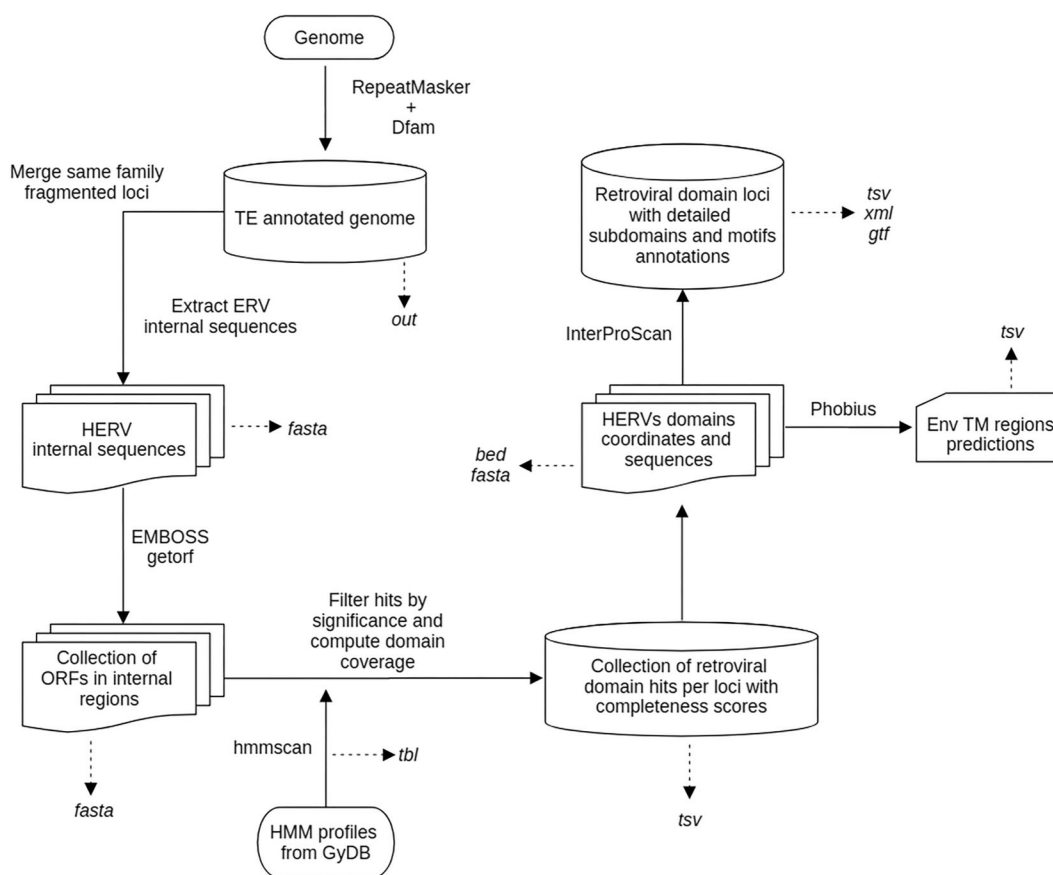 Genome
RepeatMasker
+
Dfam
Merge same family
fragmented loci
TE annotated genome
out
Extract ERV
internal sequences
HERV
internal sequences
fasta
EMBOSS
getorf
Collection of
ORFs in internal
regions
fasta
Filter hits by
significance and
compute domain
coverage
hmmscan
tbl
HMM profiles
from GyDB
Collection of retroviral
domain hits per loci with
completeness scores
tsv
HERVs domains
coordinates and
sequences
bed
fasta
Phobius
Env TM regions
predictions
tsv
InterProScan
Retroviral domain loci
with detailed
subdomains and motifs
annotations
tsv
xml
gtf